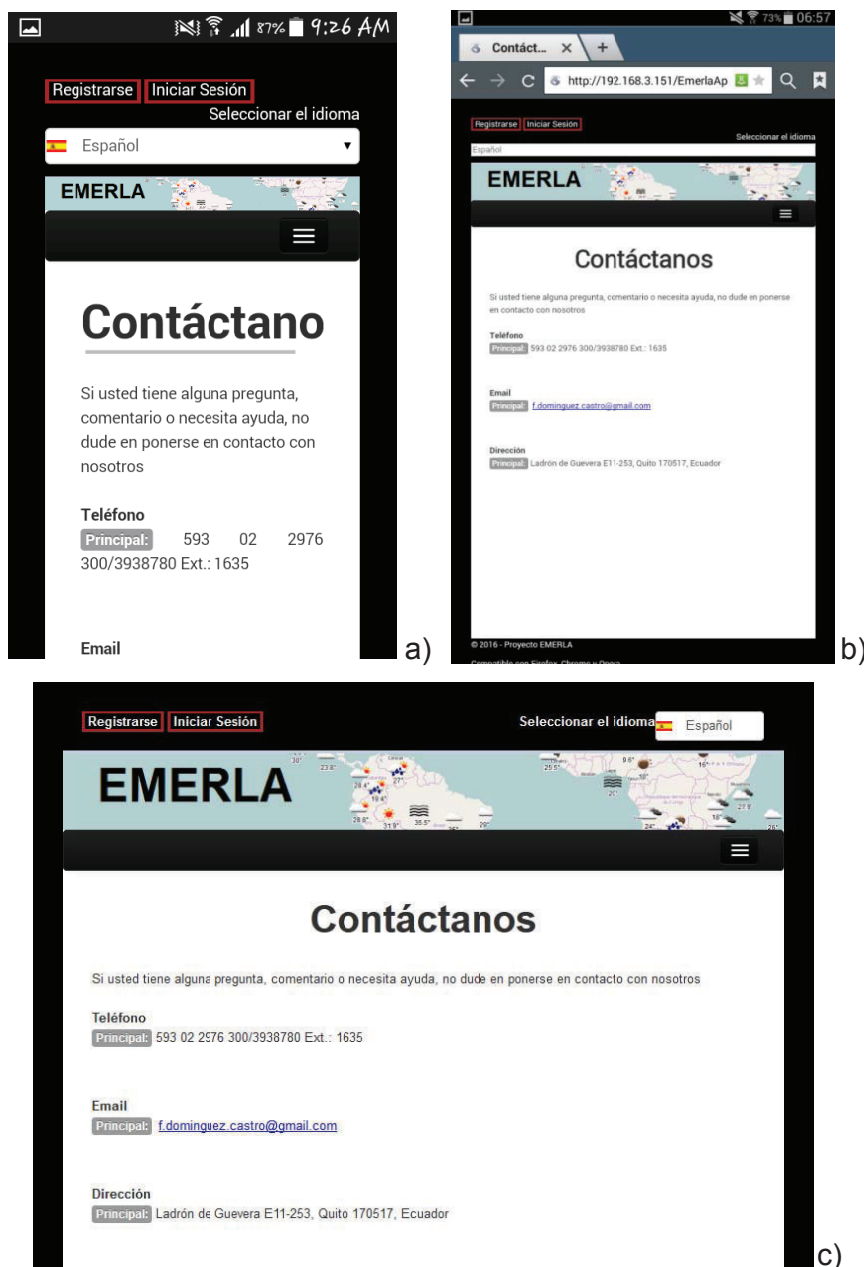 87% 9:26 AM
Registrarse Iniciar Sesión
Seleccionar el idioma
Español
EMERLA
Contáctano
Si usted tiene alguna pregunta,
comentario o necesita ayuda, no
dude en ponerse en contacto con
nosotros
Teléfono
Principal: 593 02 2976
300/3938780 Ext.: 1635
Email
a)
73% 06:57
Contáct... X +
http://192.168.3.151/EmerlaAp
Registrarse Iniciar Sesión
Seleccionar el idioma
Español
EMERLA
Contáctanos
Si usted tiene alguna pregunta, comentario o necesita ayuda, no dude en ponerse
en contacto con nosotros
Teléfono
Principal: 593 02 2976 300/3938780 Ext.: 1635
Email
Principal: f.dominguez.castro@gmail.com
Dirección
Principal: Ladrón de Guevera E11-253, Quito 170517, Ecuador
© 2016 - Proyecto EMERLA
Compatible con Firefox, Chrome y Opera
b)
Registrarse Iniciar Sesión Seleccionar el idioma Español
EMERLA
Contáctanos
Si usted tiene alguna pregunta, comentario o necesita ayuda, no dude en ponerse en contacto con nosotros
Teléfono
Principal: 593 02 2976 300/3938780 Ext.: 1635
Email
Principal: f.dominguez.castro@gmail.com
Dirección
Principal: Ladrón de Guevera E11-253, Quito 170517, Ecuador
c)